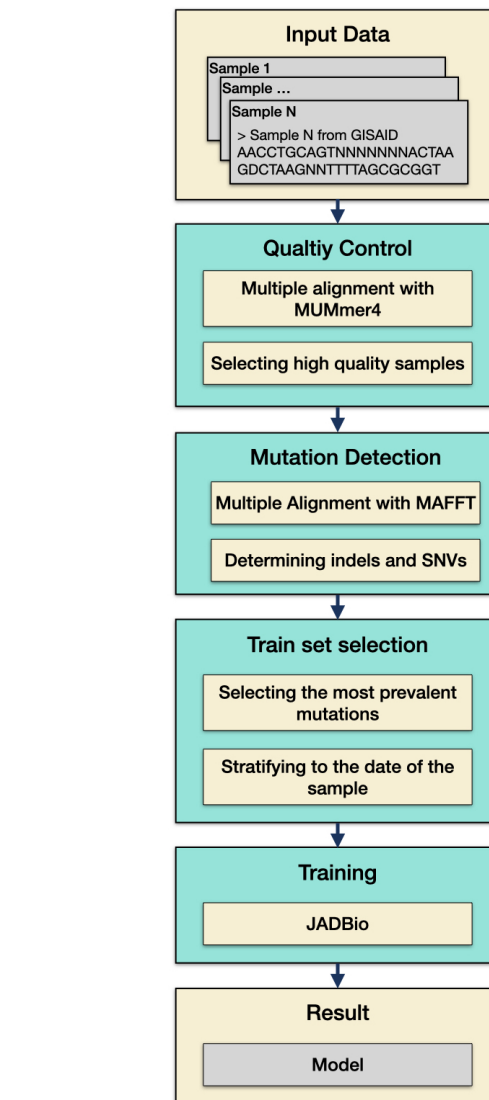 Input Data
Sample 1
Sample ...
Sample N
> Sample N from GISAID
AACCTGCAGTNNNNNNNACTAA
GDCTAAGNNTTTTAGCGCGGT
Qualtiy Control
Multiple alignment with
MUMmer4
Selecting high quality samples
Mutation Detection
Multiple Alignment with MAFFT
Determining indels and SNVs
Train set selection
Selecting the most prevalent
mutations
Stratifying to the date of the
sample
Training
JADBio
Result
Model